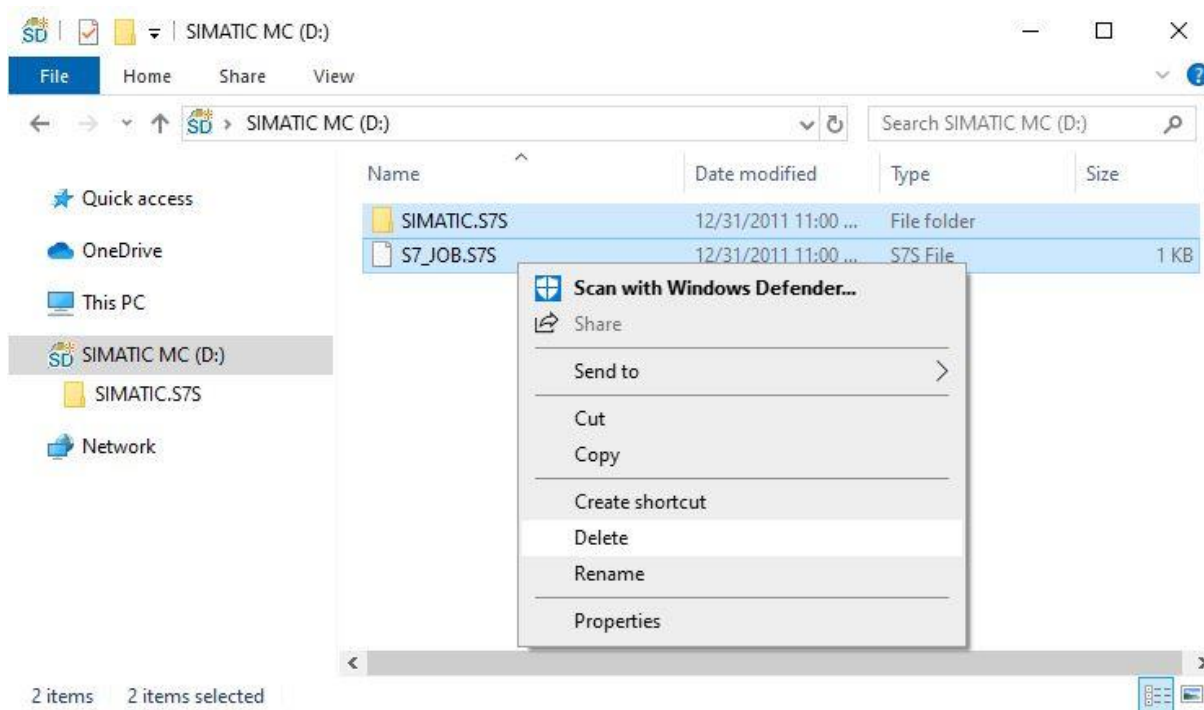 SD SIMATIC MC (D:)
File Home Share View
SD SIMATIC MC (D:) Search SIMATIC MC (D:)
Name Date modified Type Size
Quick access
OneDrive
This PC
SD SIMATIC MC (D:)
SIMATIC.S7S
Network
SIMATIC.S7S 12/31/2011 11:00 ... File folder
S7_JOB.S7S 12/31/2011 11:00 ... S7S File 1 KB
Scan with Windows Defender...
Share
Send to
Cut
Copy
Create shortcut
Delete
Rename
Properties
2 items 2 items selected